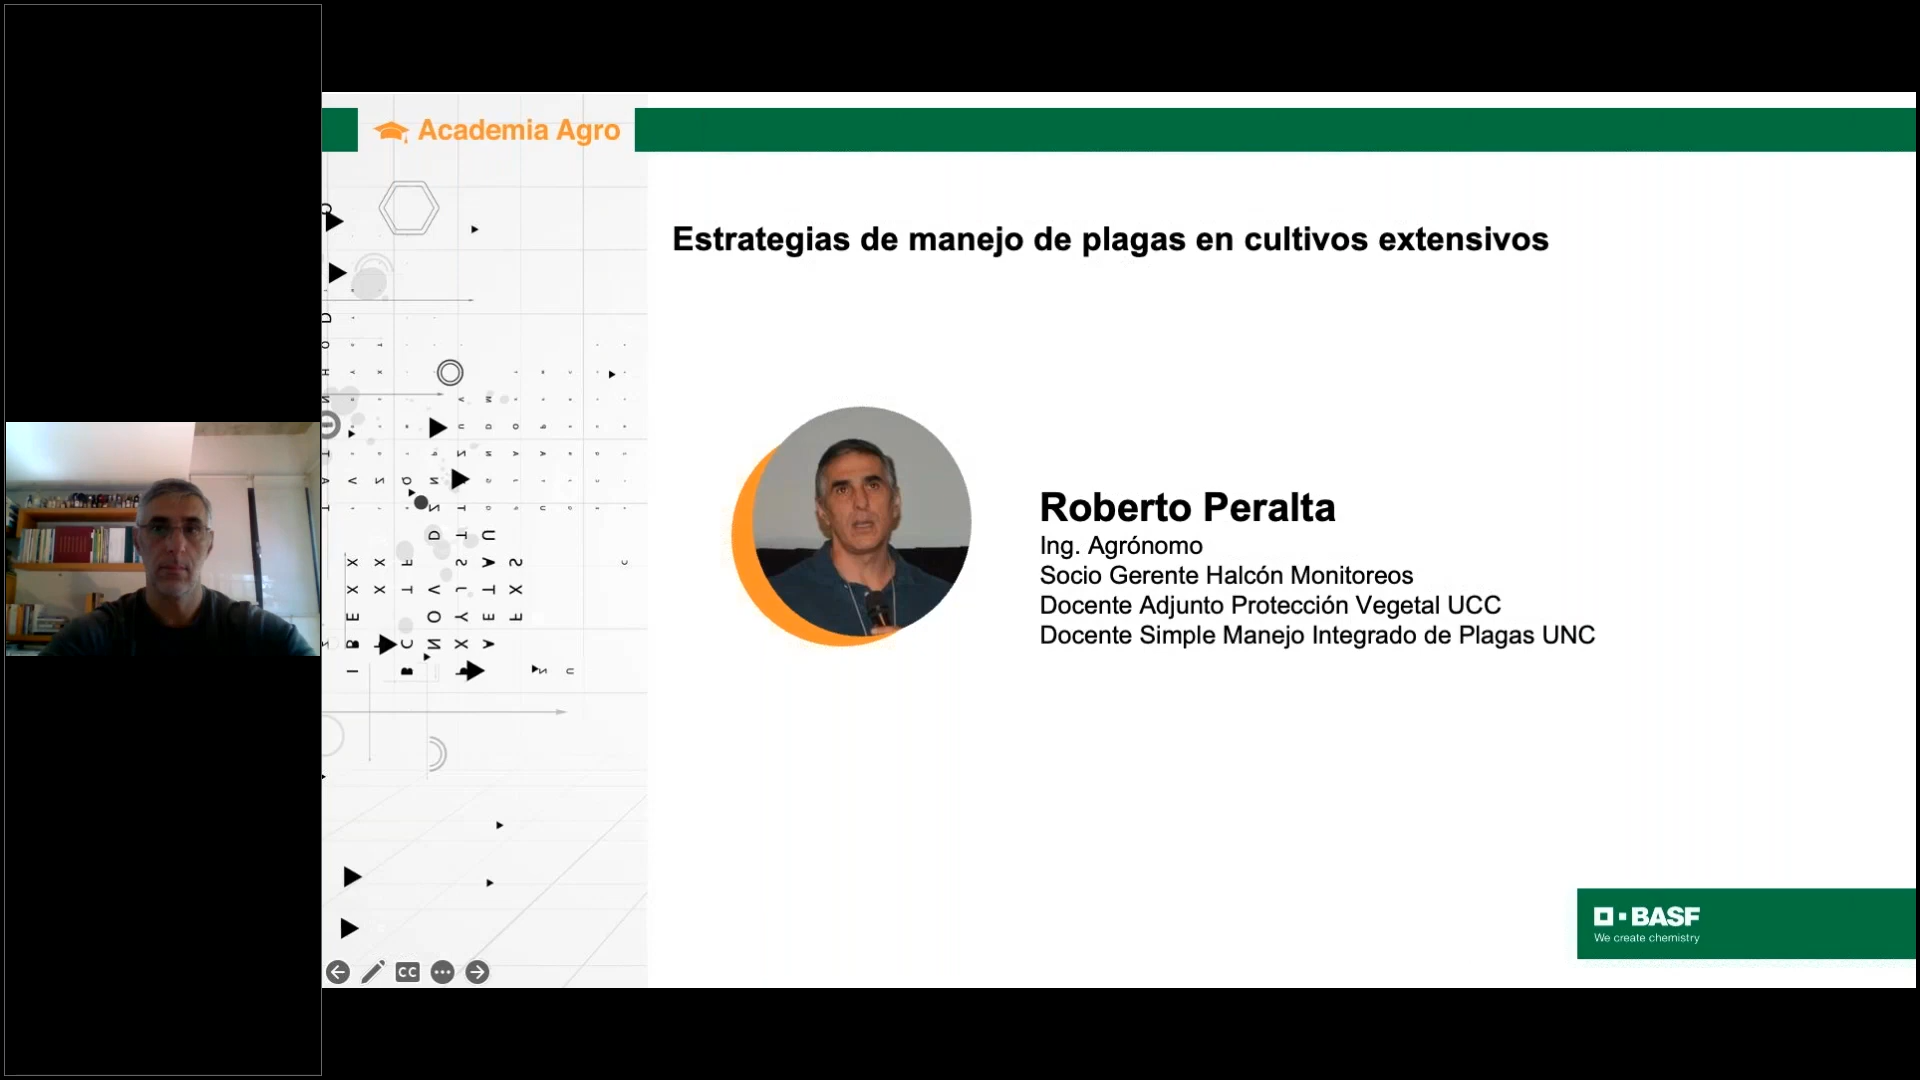 Academia Agro
Estrategias de manejo de plagas en cultivos extensivos
Roberto Peralta
Ing. Agrónomo
Socio Gerente Halcón Monitoreos
Docente Adjunto Protección Vegetal UCC
Docente Simple Manejo Integrado de Plagas UNC
BASF
We create chemistry
CC